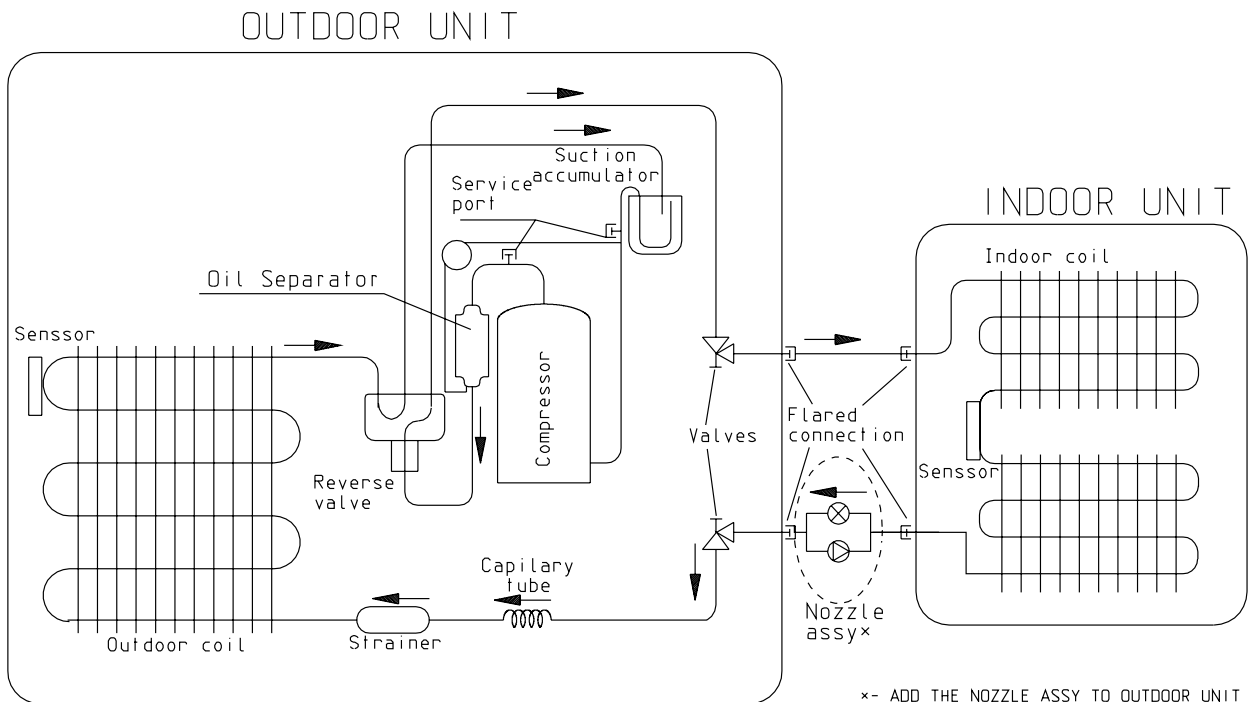 OUTDOOR UNIT
Suction
accumulator
Service
port
INDOOR UNIT
Indoor coil
Oil Separator
Senssor
Compressor
Flared
connection
Valves
Senssor
Reverse
valve
Capilary
tube
Nozzle
assy×
Outdoor coil
Strainer
×- ADD THE NOZZLE ASSY TO OUTDOOR UNIT